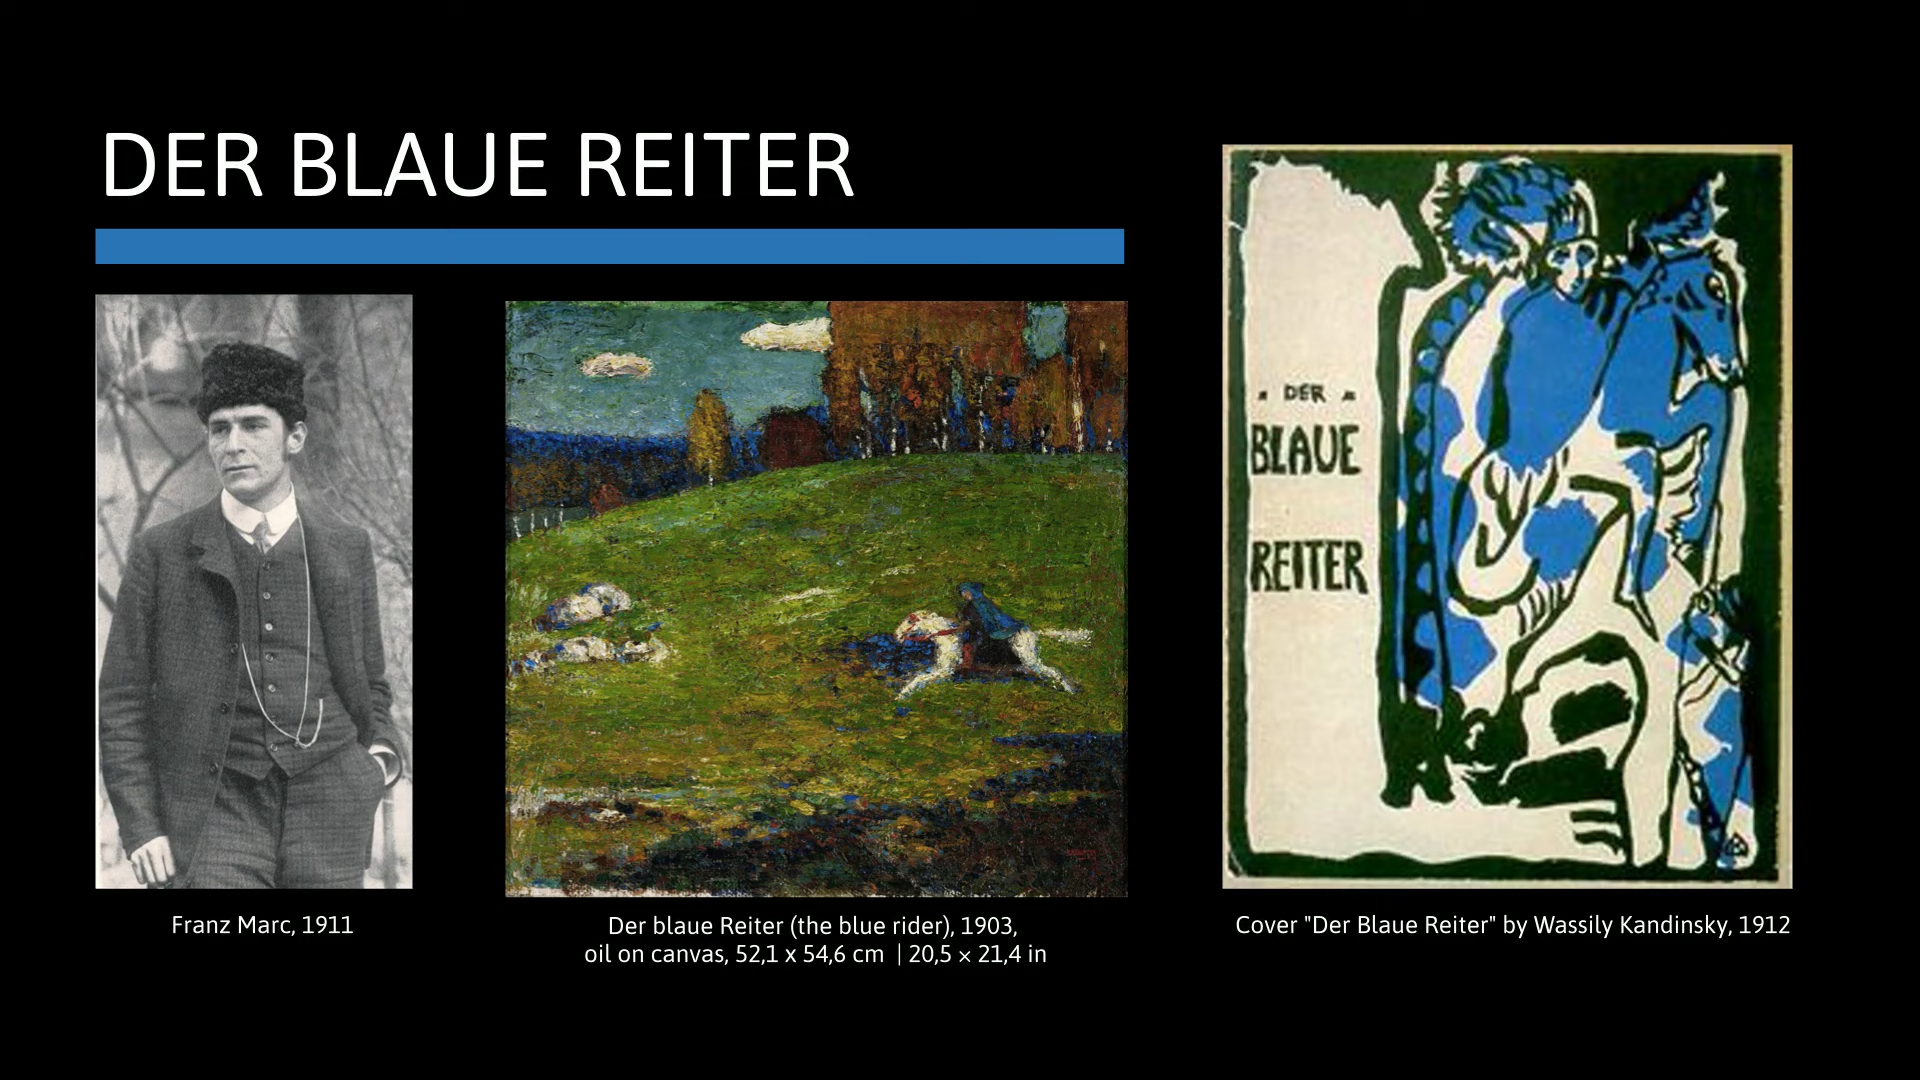 DER BLAUE REITER
DER
BLAUE
REITER
Franz Marc, 1911
Der blaue Reiter (the blue rider), 1903,
oil on canvas, 52,1 x 54,6 cm | 20,5 × 21,4 in
Cover "Der Blaue Reiter" by Wassily Kandinsky, 1912